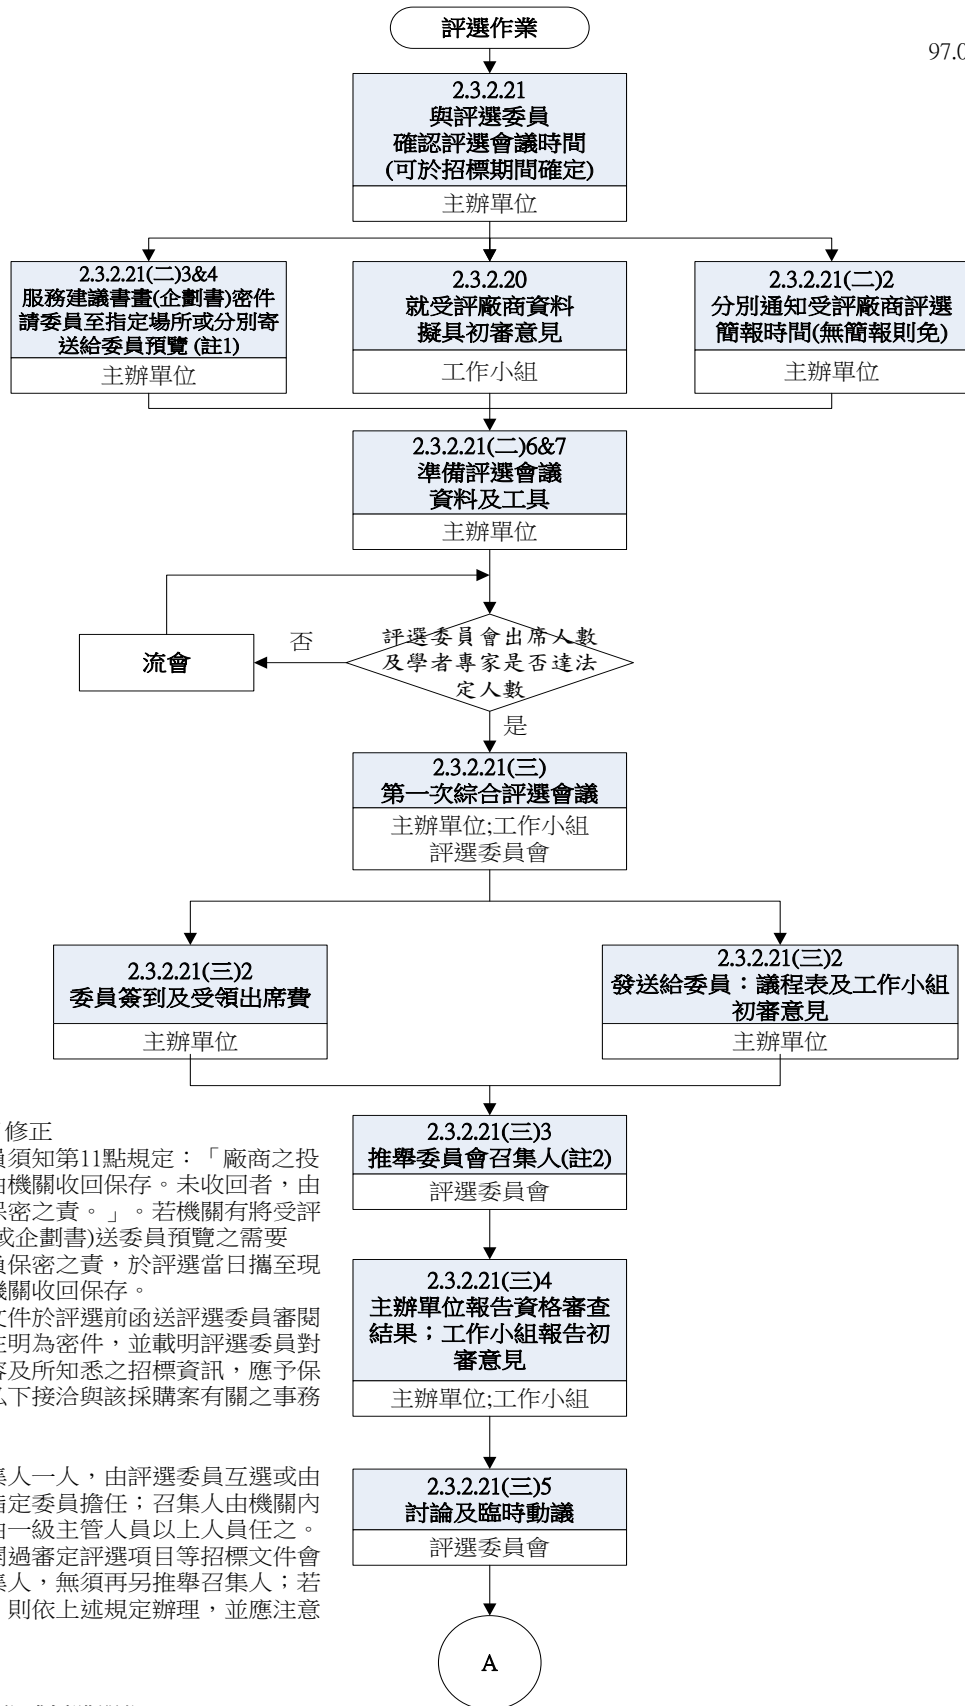 評選作業
97.0
2.3.2.21
與評選委員
確認評選會議時間
(可於招標期間確定)
主辦單位
2.3.2.21(二)3&4
服務建議書畫(企劃書)密件
請委員至指定場所或分別寄
送給委員預覽 (註1)
主辦單位
2.3.2.20
就受評廠商資料
擬具初審意見
工作小組
2.3.2.21(二)2
分別通知受評廠商評選
簡報時間(無簡報則免)
主辦單位
2.3.2.21(二)6&7
準備評選會議
資料及工具
主辦單位
評選委員會出席人數
及學者專家是否達法
定人數
否
流會
是
2.3.2.21(三)
第一次綜合評選會議
主辦單位;工作小組
評選委員會
2.3.2.21(三)2
委員簽到及受領出席費
主辦單位
2.3.2.21(三)2
發送給委員：議程表及工作小組
初審意見
主辦單位
2.3.2.21(三)3
推舉委員會召集人(註2)
評選委員會
2.3.2.21(三)4
主辦單位報告資格審查
結果；工作小組報告初
審意見
主辦單位;工作小組
2.3.2.21(三)5
討論及臨時動議
評選委員會
A
修正
員須知第11點規定：「廠商之投
由機關收回保存。未收回者，由
保密之責。」。若機關有將受評
或企劃書)送委員預覽之需要
負保密之責，於評選當日攜至現
機關收回保存。
文件於評選前函送評選委員審閱
註明為密件，並載明評選委員對
容及所知悉之招標資訊，應予保
私下接洽與該採購案有關之事務
集人一人，由評選委員互選或由
指定委員擔任；召集人由機關內
由一級主管人員以上人員任之。
開過審定評選項目等招標文件會
集人，無須再另推舉召集人；若
則依上述規定辦理，並應注意